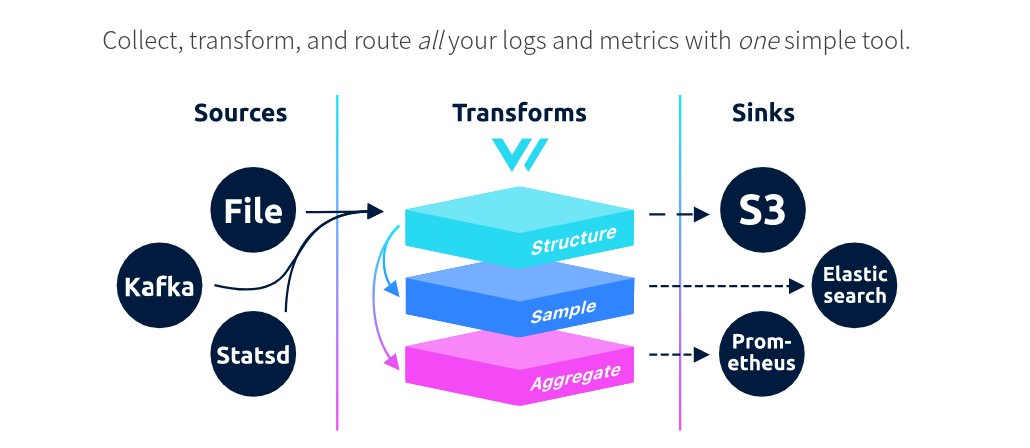 Collect, transform, and route all your logs and metrics with one simple tool.
Sources
Transforms
Sinks
File
Kafka
Statsd
Structure
Sample
Aggregate
S3
Elastic
search
Prom-
etheus